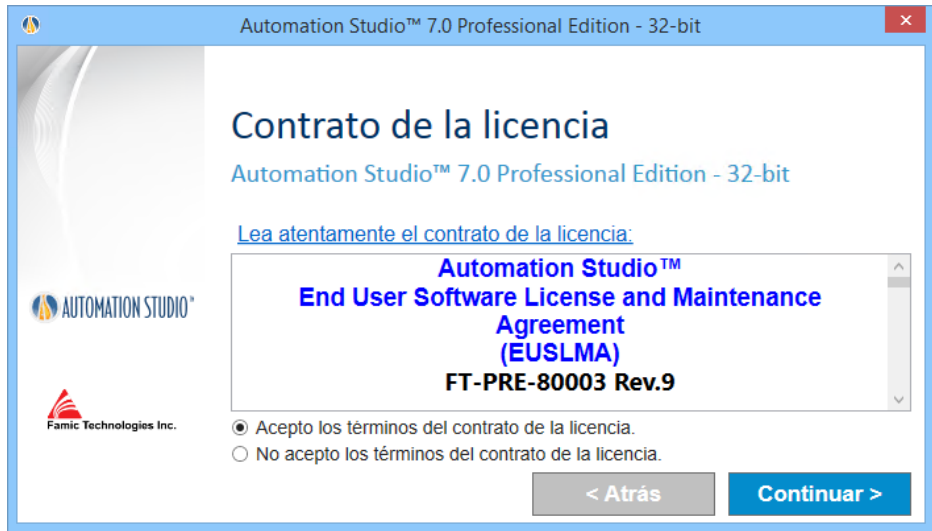 Automation Studio™ 7.0 Professional Edition - 32-bit
Contrato de la licencia
Automation Studio™ 7.0 Professional Edition - 32-bit
Lea atentamente el contrato de la licencia:
Automation Studio™
End User Software License and Maintenance
Agreement
(EUSLMA)
FT-PRE-80003 Rev.9
AUTOMATION STUDIO™
Famic Technologies Inc.
Acepto los términos del contrato de la licencia.
No acepto los términos del contrato de la licencia.
< Atrás
Continuar >